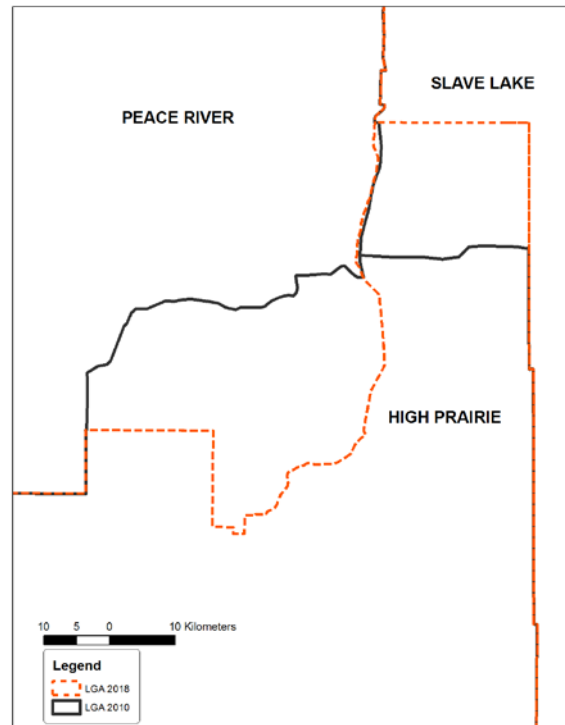 SLAVE LAKE
PEACE RIVER
HIGH PRAIRIE
10 5 0 10 Kilometers
Legend
LGA 2018
LGA 2010